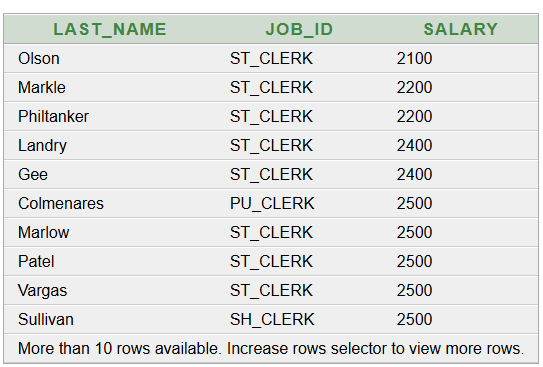 LAST_NAME JOB_ID SALARY
Olson ST_CLERK 2100
Markle ST_CLERK 2200
Philtanker ST_CLERK 2200
Landry ST_CLERK 2400
Gee ST_CLERK 2400
Colmenares PU_CLERK 2500
Marlow ST_CLERK 2500
Patel ST_CLERK 2500
Vargas ST_CLERK 2500
Sullivan SH_CLERK 2500
More than 10 rows available. Increase rows selector to view more rows.